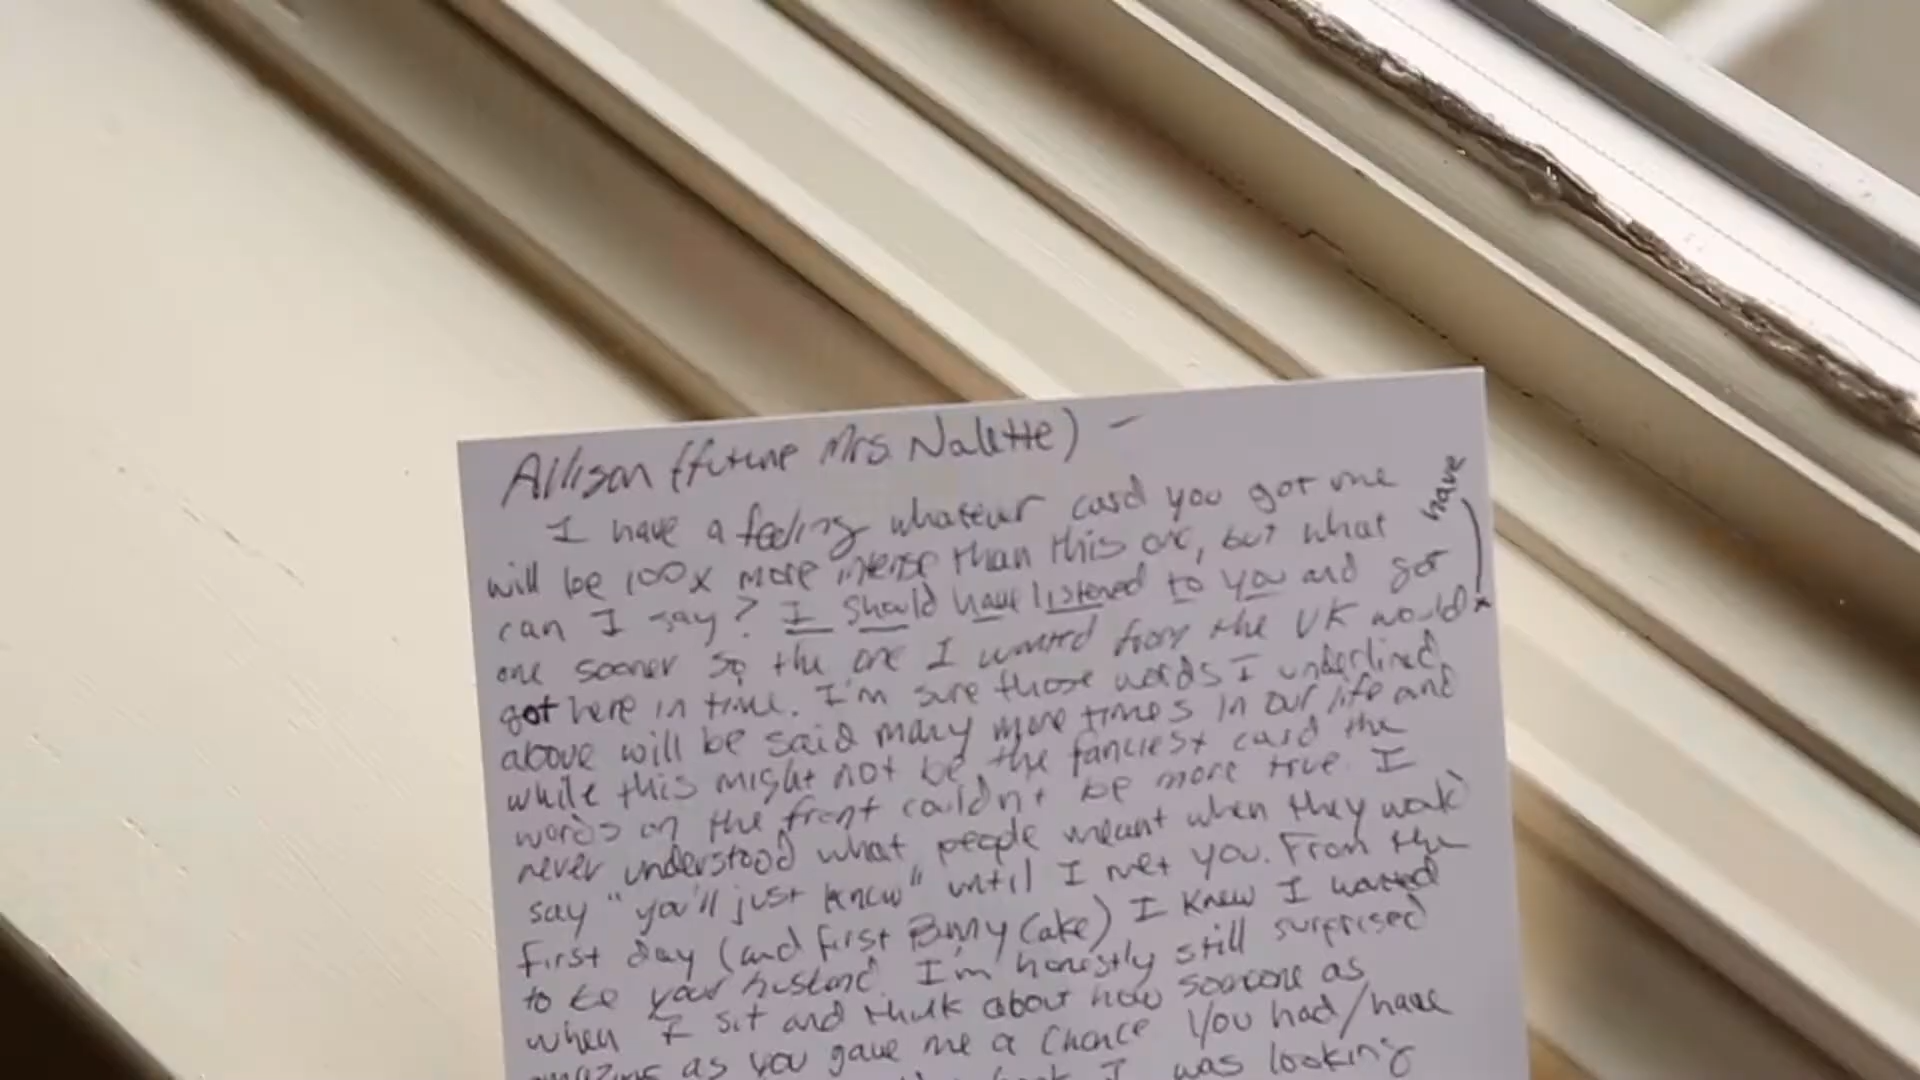 Allison (future Mrs. Nalette) -
I have a feeling whatever card you got me
will be 100x more intense than this one, but what have
can I say? I should have listened to you and got
one sooner so the one I wanted from the UK would
got here in time. I'm sure those words I underlined
above will be said many more times in our life and
while this might not be the fanciest card the
words on the front couldn't be more true. I
never understood what people meant when they would
say "you'll just know" until I met you. From the
first day (and first Bunny Cake) I knew I wanted
to be your husband. I'm honestly still surprised
when I sit and think about how someone as
amazing as you gave me a chance. You had/have
I was looking